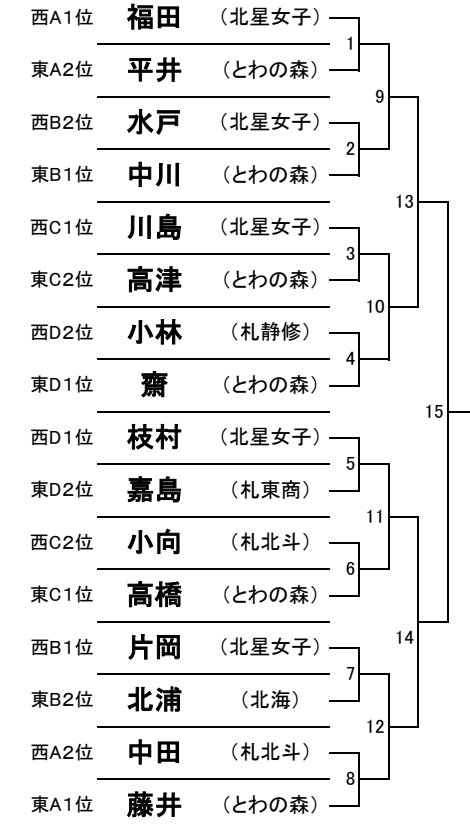 西A1位 福田 (北星女子)
1
東A2位 平井 (とわの森)
9
西B2位 水戸 (北星女子)
2
東B1位 中川 (とわの森)
13
西C1位 川島 (北星女子)
3
東C2位 高津 (とわの森)
10
西D2位 小林 (札静修)
4
東D1位 齋 (とわの森)
15
西D1位 枝村 (北星女子)
5
東D2位 嘉島 (札東商)
11
西C2位 小向 (札北斗)
6
東C1位 高橋 (とわの森)
14
西B1位 片岡 (北星女子)
7
東B2位 北浦 (北海)
12
西A2位 中田 (札北斗)
8
東A1位 藤井 (とわの森)